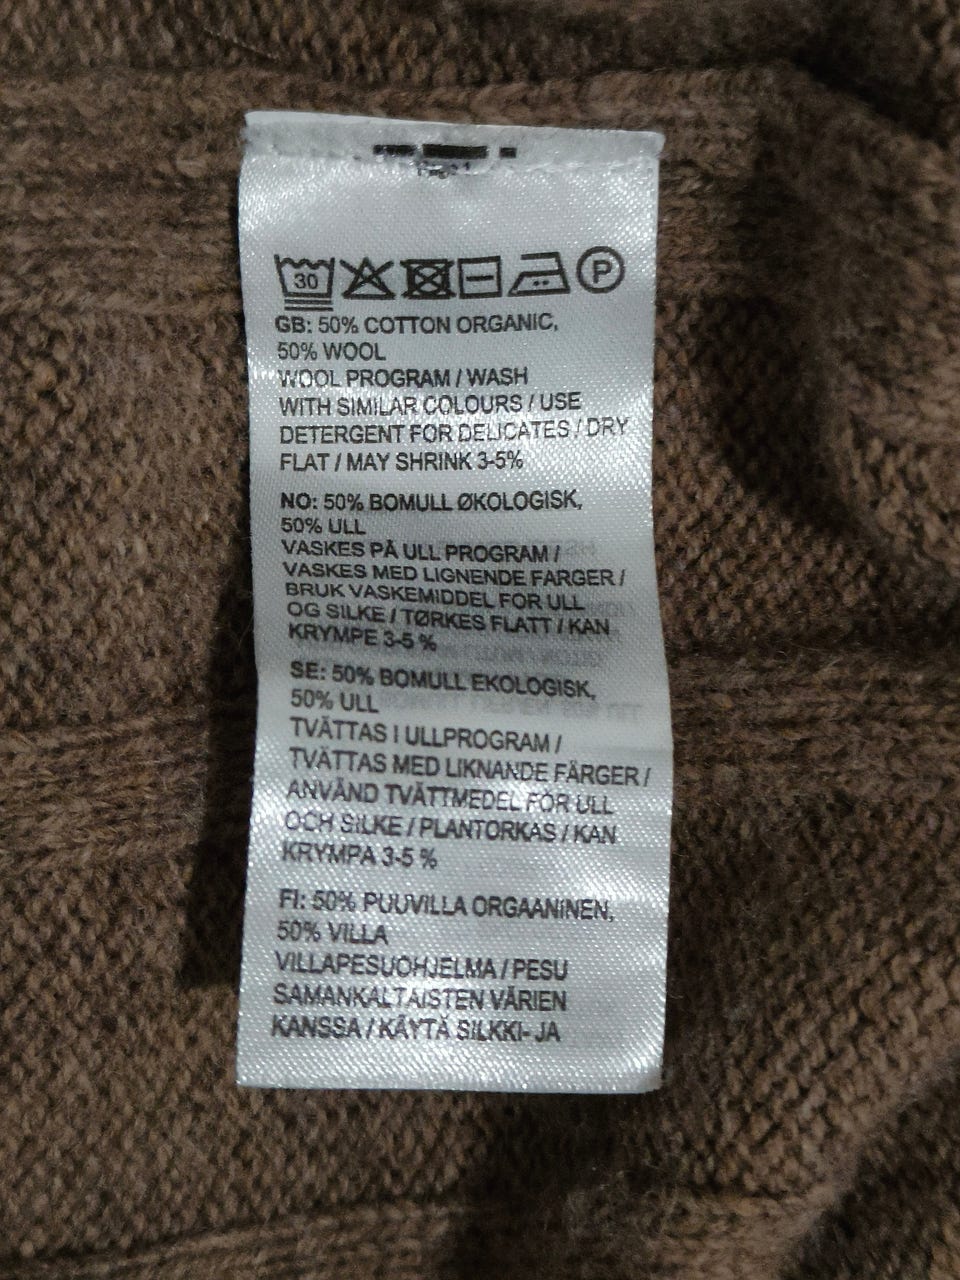 Page 1
30 P
GB: 50% COTTON ORGANIC,
50% WOOL
WOOL PROGRAM / WASH
WITH SIMILAR COLOURS / USE
DETERGENT FOR DELICATES / DRY
FLAT / MAY SHRINK 3-5%
NO: 50% BOMULL ØKOLOGISK,
50% ULL
VASKES PÅ ULL PROGRAM /
VASKES MED LIGNENDE FARGER /
BRUK VASKEMIDDEL FOR ULL
OG SILKE / TØRKES FLATT / KAN
KRYMPE 3-5 %
SE: 50% BOMULL EKOLOGISK,
50% ULL
TVÄTTAS I ULLPROGRAM /
TVÄTTAS MED LIKNANDE FÄRGER /
ANVÄND TVÄTTMEDEL FÖR ULL
OCH SILKE / PLANTORKAS / KAN
KRYMPA 3-5 %
FI: 50% PUUVILLA ORGAANINEN,
50% VILLA
VILLAPESUOHJELMA / PESU
SAMANKALTAISTEN VÄRIEN
KANSSA / KÄYTÄ SILKKI- JA